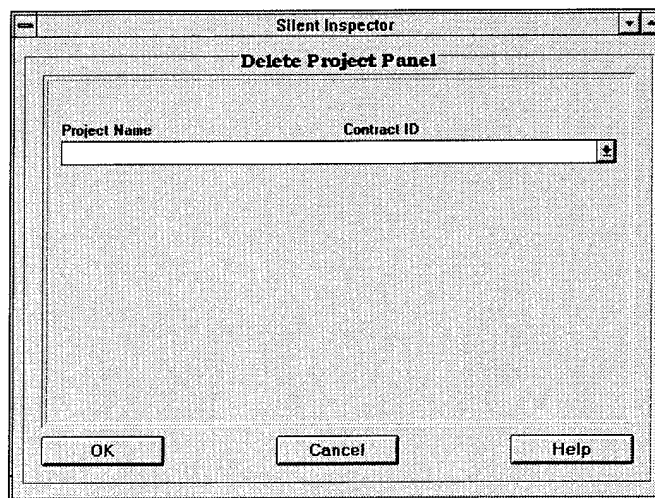 Silent Inspector
Delete Project Panel
Project Name Contract ID
OK Cancel Help